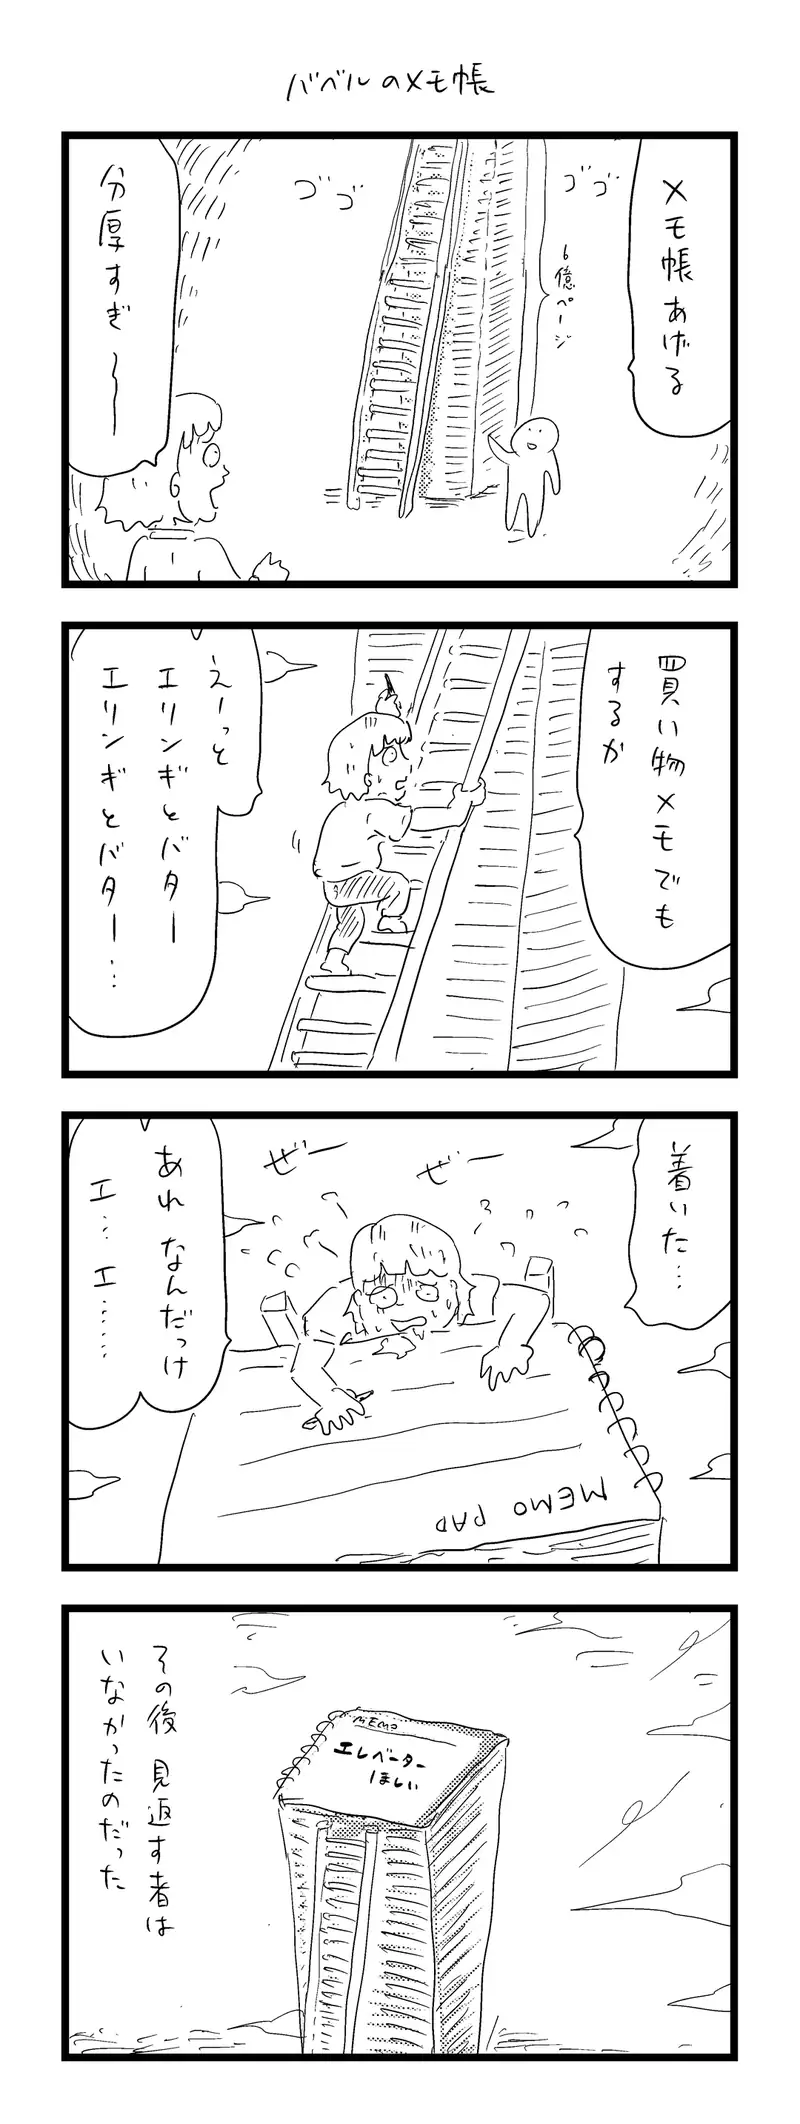 バベルのメモ帳
メモ帳あげる
ゴゴ
6億ページ
ゴゴ
分厚すぎ〜
買い物メモでも
するか
えーっと
エリンギとバター
エリンギとバター…
着いた…
ぜー
ぜー
あれ なんだっけ
エ… エ……
MEMO PAD
MEMO
エレベーター
ほしい
その後 見返す者は
いなかったのだった